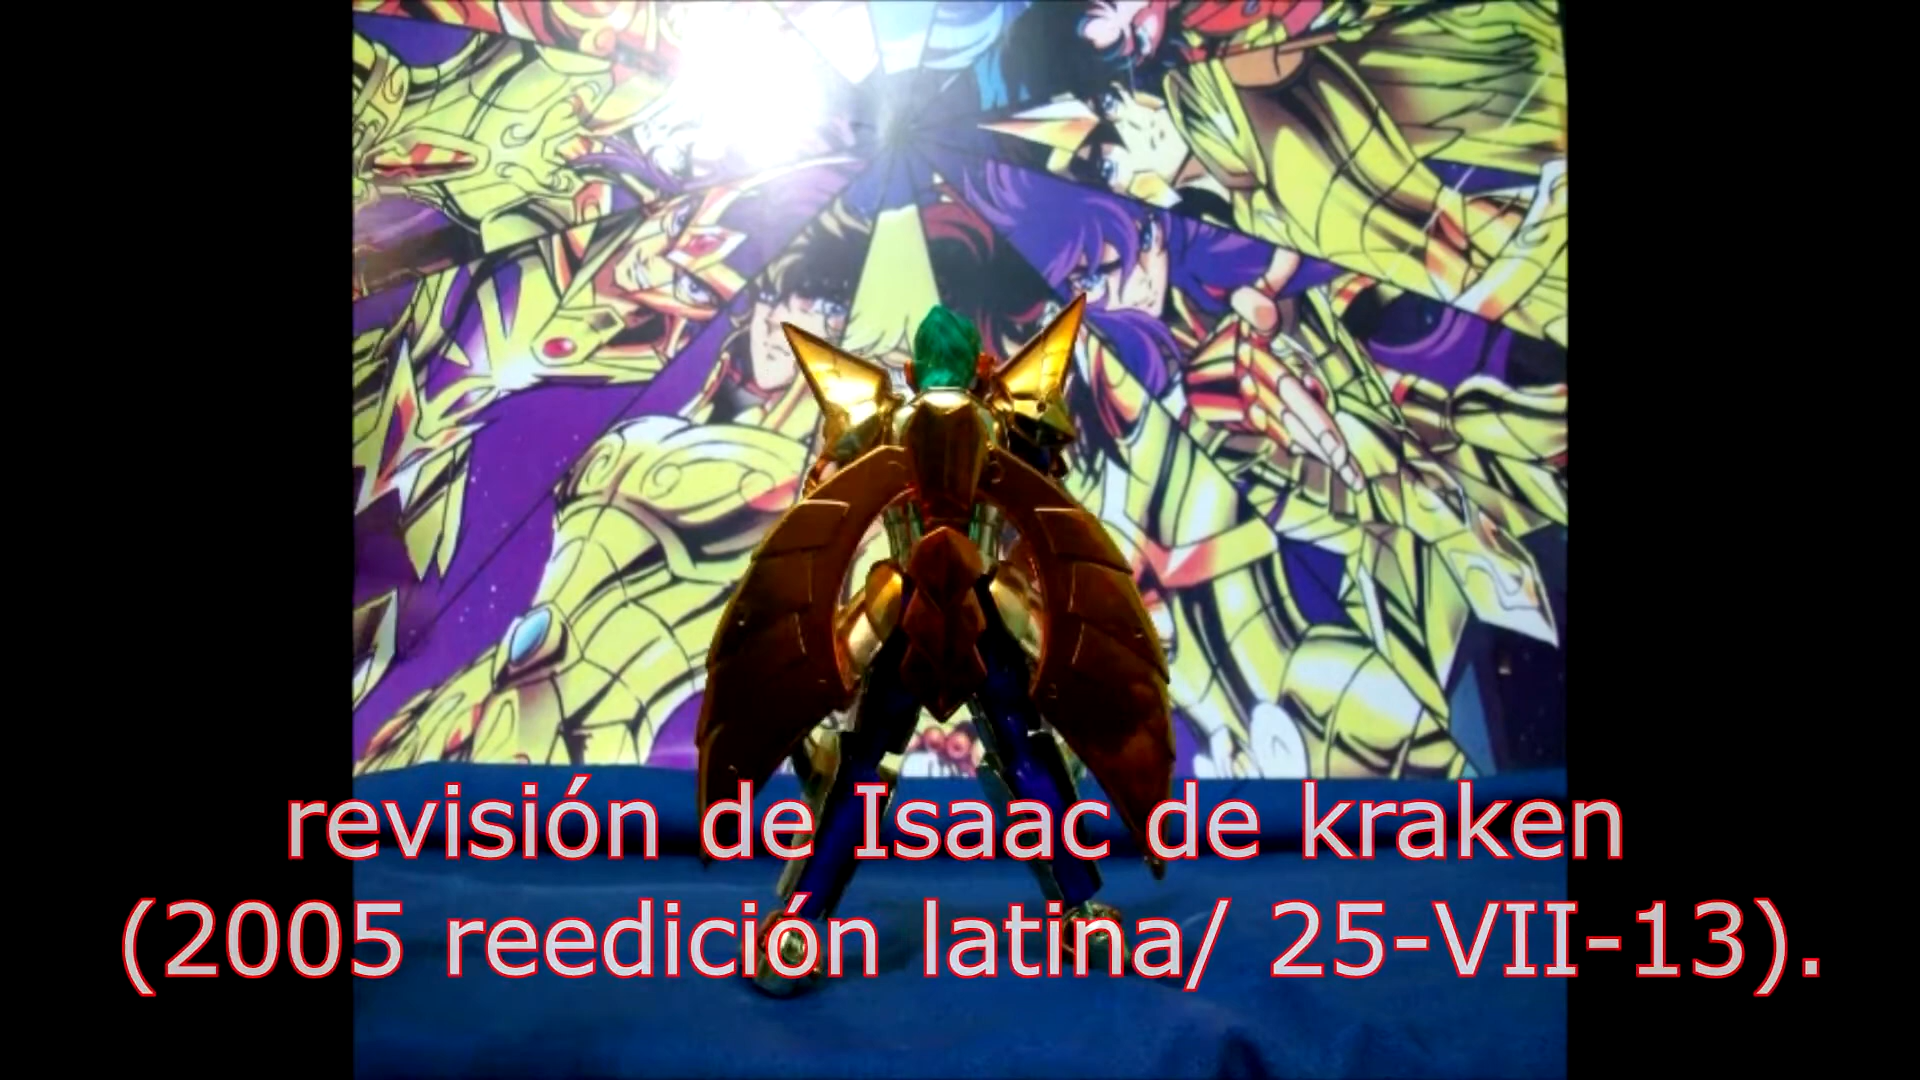 revisión de Isaac de kraken
(2005 reedición latina/ 25-VII-13).